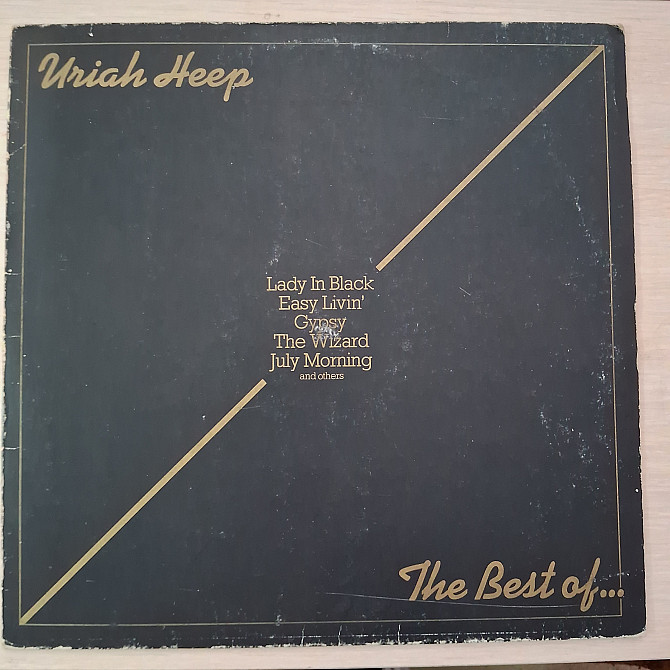 Uriah Heep
Lady In Black
Easy Livin'
Gypsy
The Wizard
July Morning
and others
The Best of...